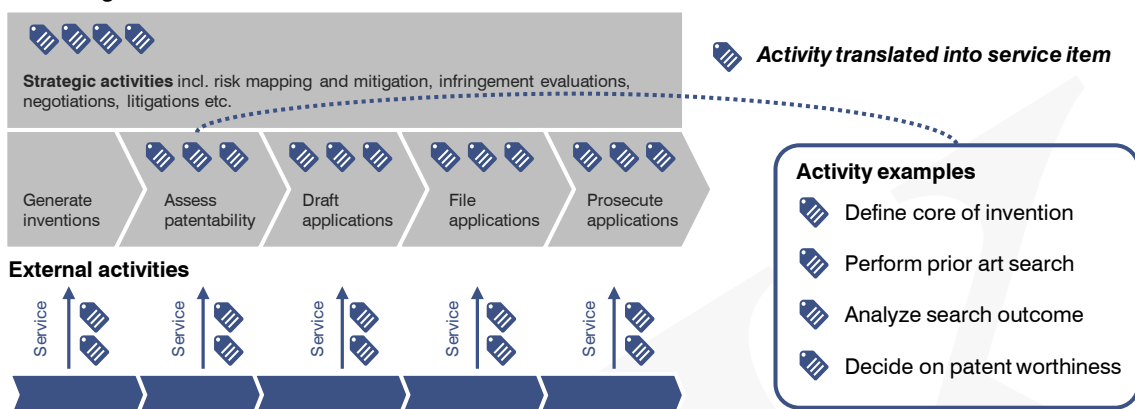 Strategic activities incl. risk mapping and mitigation, infringement evaluations,
negotiations, litigations etc.
Activity translated into service item
Generate
inventions
Assess
patentability
Draft
applications
File
applications
Prosecute
applications
Activity examples
Define core of invention
Perform prior art search
Analyze search outcome
Decide on patent worthiness
External activities
Service
Service
Service
Service
Service